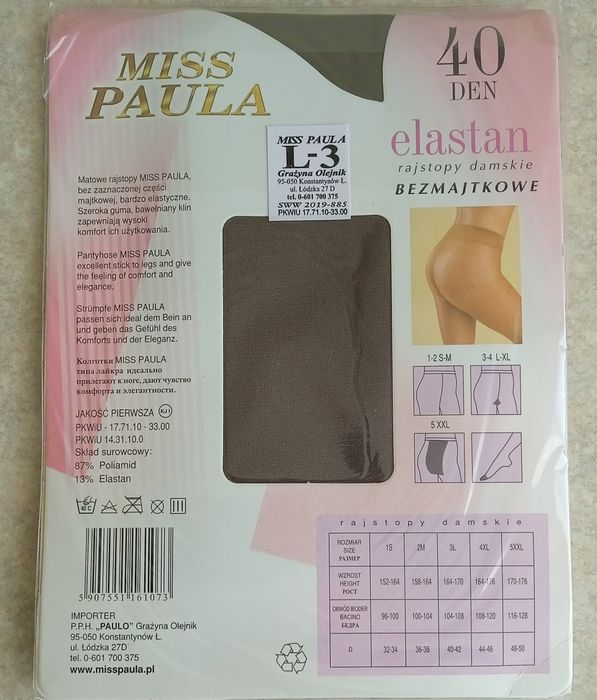 MISS
PAULA
40
DEN
elastan
rajstopy damskie
BEZMAJTKOWE
MISS PAULA
L-3
Grażyna Olejnik
95-050 Konstantynów Ł.
ul. Łódzka 27 D
tel. 0-601 700 375
SWW 2019-885
PKWIU 17.71.10-33.00
Matowe rajstopy MISS PAULA,
bez zaznaczonej części
majtkowej, bardzo elastyczne.
Szeroka guma, bawełniany klin
zapewniają wysoki
komfort ich użytkowania.
Pantyhose MISS PAULA
excellent stick to legs and give
the feeling of comfort and
elegance.
Strümpfe MISS PAULA
passen sich ideal dem Bein an
und geben das Gefühl des
Komforts und der Eleganz.
Колготки MISS PAULA
типа лайкра идеально
прилегают к ноге, дают чувство
комфорта и элегантности.
JAKOŚĆ PIERWSZA KJ1
PKWiU - 17.71.10 - 33.00
PKWiU 14.31.10.0
Skład surowcowy:
87% Poliamid
13% Elastan
40 C
1-2 S-M
3-4 L-XL
5 XXL
5 907551 161073
IMPORTER
P.P.H. „PAULO" Grażyna Olejnik
95-050 Konstantynów Ł.
ul. Łódzka 27D
tel. 0-601 700 375
www.misspaula.pl
rajstopy damskie
ROZMIAR SIZE РАЗМЕР 1S 2M 3L 4XL 5XXL
WZROST HEIGHT РОСТ 152-164 158-164 164-170 164-176 170-176
OBWÓD BIODER BACINO БЕДРА 96-100 100-104 104-108 108-120 116-128
D 32-34 36-38 40-42 44-46 48-50